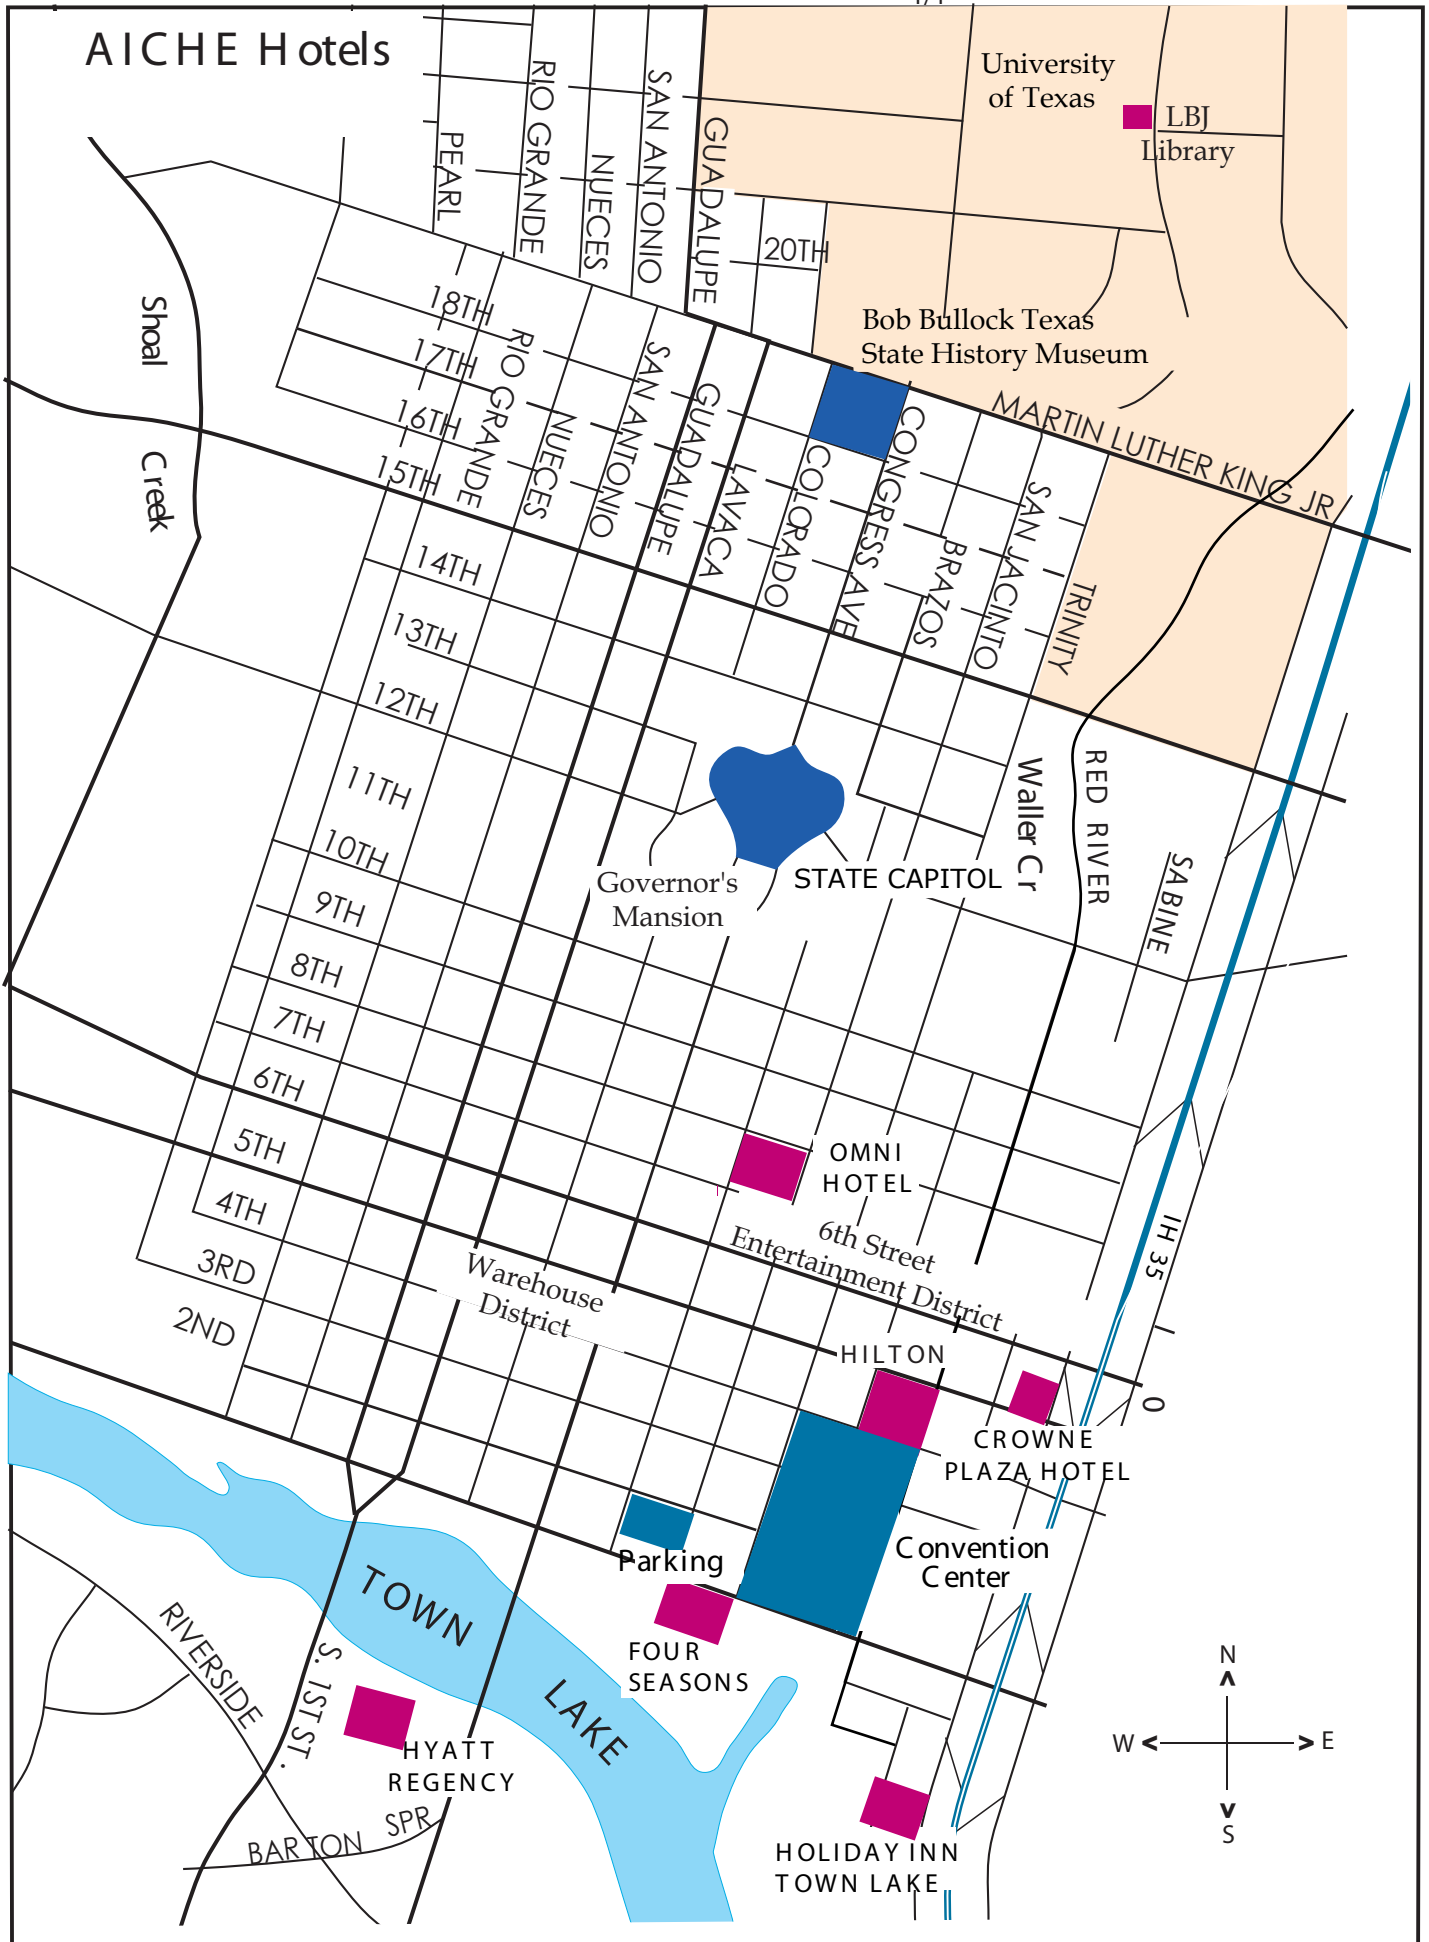 AICHE Hotels
University
of Texas
LBJ
Library
RIO GRANDE
SAN ANTONIO
PEARL
NUECES
GUADALUPE
20TH
Shoal
Creek
18TH
17TH
16TH
15TH
RIO GRANDE
NUECES
SAN ANTONIO
GUADALUPE
LAVACA
Bob Bullock Texas
State History Museum
MARTIN LUTHER KING JR
COLORADO
CONGRESS AVE
BRAZOS
SAN JACINTO
TRINITY
14TH
13TH
12TH
11TH
10TH
9TH
8TH
7TH
6TH
5TH
4TH
3RD
2ND
Waller Cr
RED RIVER
SABINE
Governor's
Mansion
STATE CAPITOL
OMNI
HOTEL
6th Street
Entertainment District
Warehouse
District
IH 35
HILTON
0
CROWNE
PLAZA HOTEL
Convention
Center
Parking
FOUR
SEASONS
TOWN
LAKE
RIVERSIDE
S. 1ST ST.
HYATT
REGENCY
BARTON SPR
HOLIDAY INN
TOWN LAKE
N
W
E
S